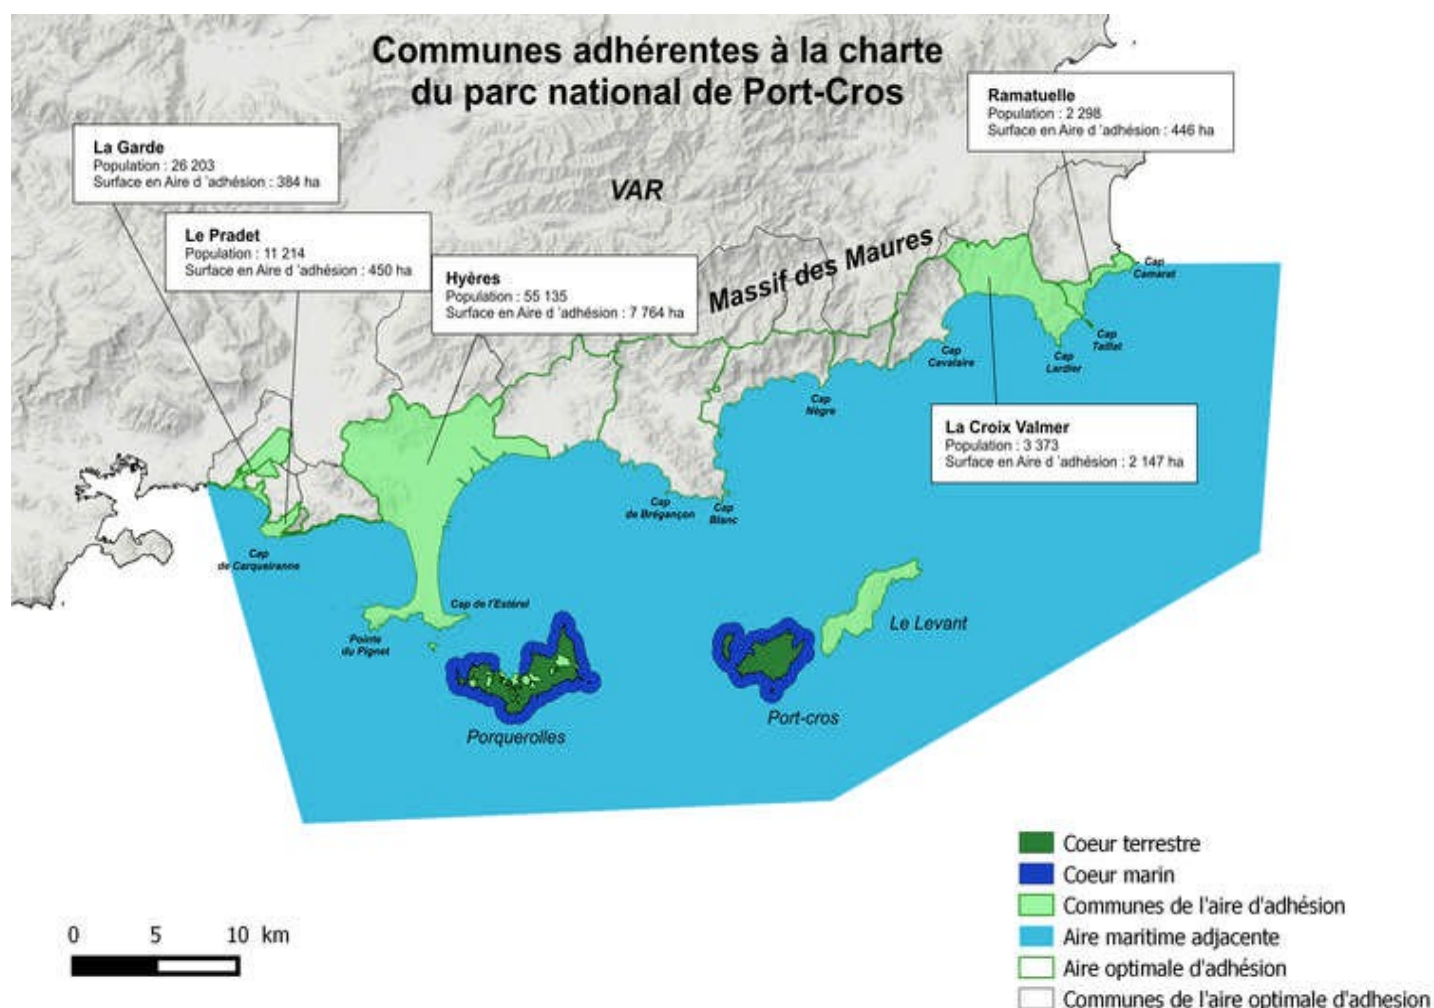 Communes adhérentes à la charte
du parc national de Port-Cros
Ramatuelle
Population : 2 298
Surface en Aire d 'adhésion : 446 ha
La Garde
Population : 26 203
Surface en Aire d 'adhésion : 384 ha
VAR
Le Pradet
Population : 11 214
Surface en Aire d 'adhésion : 450 ha
Hyères
Population : 55 135
Surface en Aire d 'adhésion : 7 764 ha
Massif des Maures
Cap
Camarat
Cap
Taillat
Cap
Lardier
Cap
Cavalaire
Cap
Nègre
La Croix Valmer
Population : 3 373
Surface en Aire d 'adhésion : 2 147 ha
Cap
de Brégançon
Cap
Blanc
Cap
de Carqueiranne
Cap de l'Estérel
Pointe
du Pignet
Le Levant
Port-cros
Porquerolles
Coeur terrestre
Coeur marin
Communes de l'aire d'adhésion
Aire maritime adjacente
Aire optimale d'adhésion
Communes de l'aire optimale d'adhesion
0 5 10 km